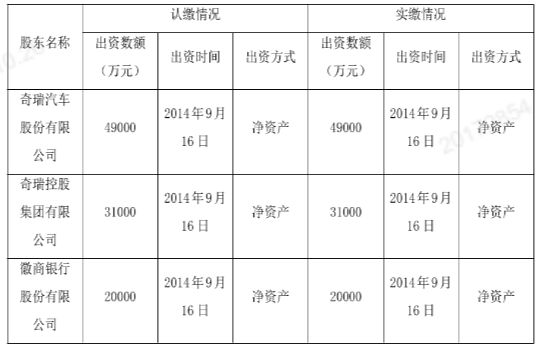 股东名称 认缴情况 实缴情况
出资数额 出资时间 出资方式 出资数额 出资时间 出资方式
（万元） （万元）
奇瑞汽车
股份有限
公司
49000 2014年9月 净资产 49000 2014年9月 净资产
16日 16日
奇瑞控股
集团有限
公司
31000 2014年9月 净资产 31000 2014年9月 净资产
16日 16日
徽商银行
股份有限
公司
20000 2014年9月 净资产 20000 2014年9月 净资产
16日 16日